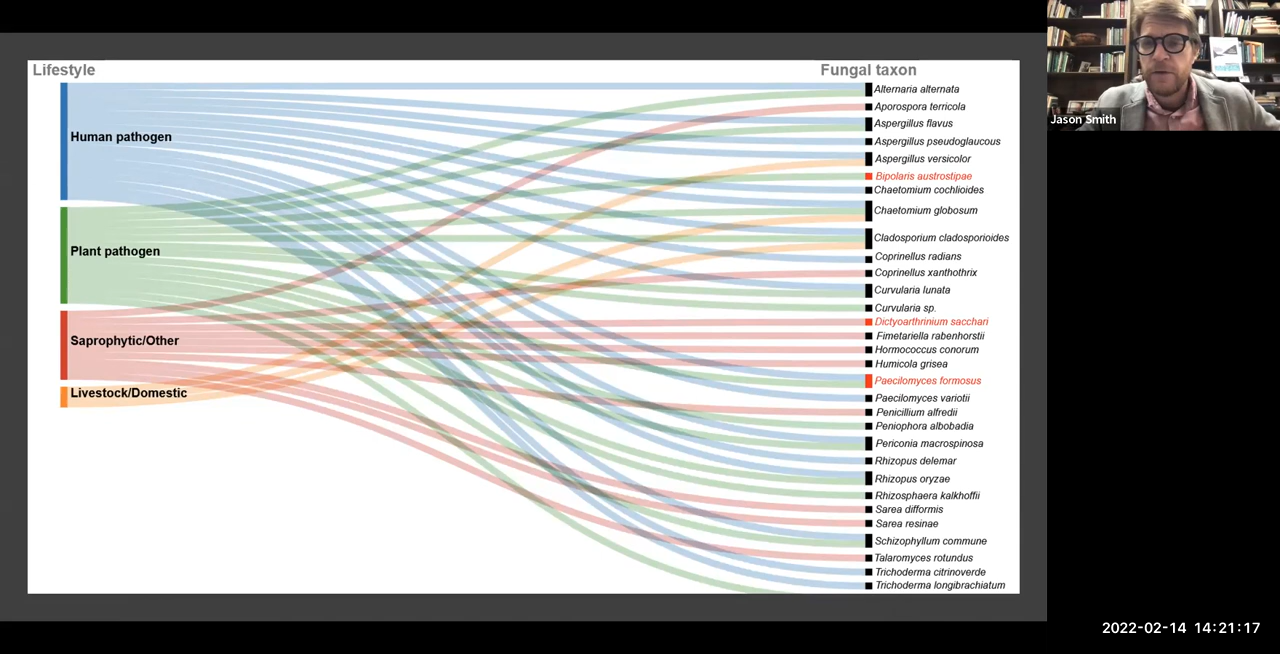 Lifestyle
Fungal taxon
Human pathogen
Plant pathogen
Saprophytic/Other
Livestock/Domestic
Alternaria alternata
Aporospora terricola
Aspergillus flavus
Aspergillus pseudoglaucous
Aspergillus versicolor
Bipolaris austrostipae
Chaetomium cochlioides
Chaetomium globosum
Cladosporium cladosporioides
Coprinellus radians
Coprinellus xanthothrix
Curvularia lunata
Curvularia sp.
Dictyoarthrinium sacchari
Fimetariella rabenhorstii
Hormococcus conorum
Humicola grisea
Paecilomyces formosus
Paecilomyces variotii
Penicillium alfredii
Peniophora albobadia
Periconia macrospinosa
Rhizopus delemar
Rhizopus oryzae
Rhizosphaera kalkhoffii
Sarea difformis
Sarea resinae
Schizophyllum commune
Talaromyces rotundus
Trichoderma citrinoverde
Trichoderma longibrachiatum
Jason Smith
2022-02-14 14:21:17